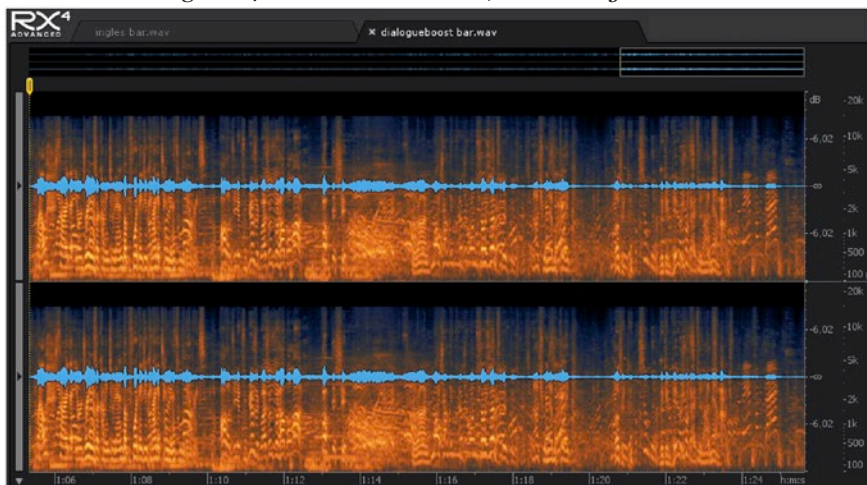 RX4
ADVANCED
ingles bar.wav
× dialogueboost bar.wav
dB
-20k
-6.02
-10k
-5k
-∞
-2k
-6.02
-1k
-500
-100
-20k
-6.02
-10k
-5k
-∞
-2k
-6.02
-1k
-500
-100
1:06 1:08 1:10 1:12 1:14 1:16 1:18 1:20 1:22 1:24 h:m:s